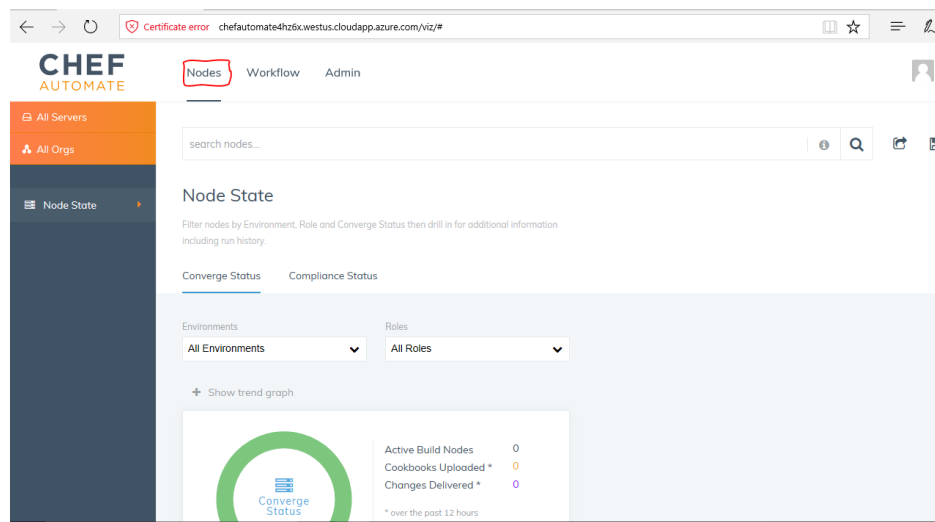 Certificate error chefautomate4hz6x.westus.cloudapp.azure.com/viz/#
CHEF
AUTOMATE
Nodes Workflow Admin
All Servers
All Orgs
Node State
search nodes...
Node State
Filter nodes by Environment, Role and Converge Status then drill in for additional information
including run history.
Converge Status Compliance Status
Environments Roles
All Environments All Roles
+ Show trend graph
Converge
Status
Active Build Nodes 0
Cookbooks Uploaded * 0
Changes Delivered * 0
* over the past 12 hours